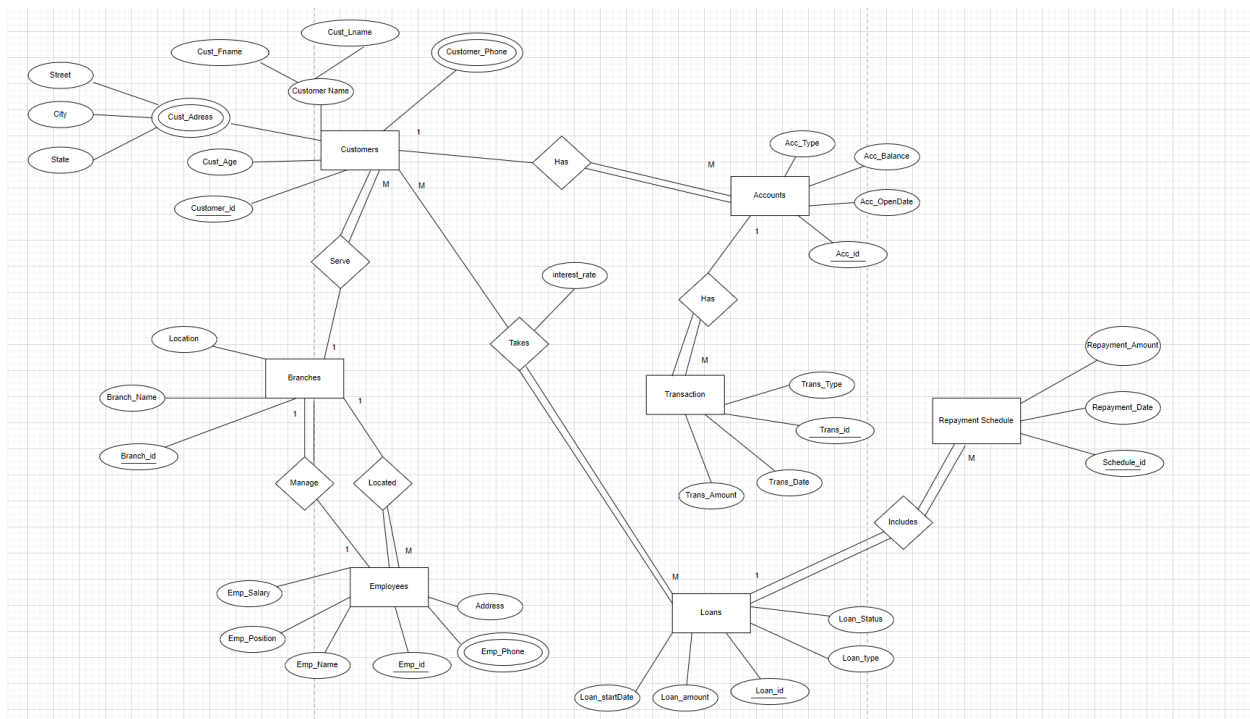 Cust_Lname
Cust_Fname
Customer_Phone
Street
Customer Name
City
Cust_Adress
1
Customers
Acc_Type
State
Cust_Age
Has
M
Acc_Balance
M
M
Accounts
Customer_id
Acc_OpenDate
1
Acc_id
Serve
interest_rate
Has
Location
1
Takes
Repayment_Amount
M
Branches
Trans_Type
Transaction
Branch_Name
1
1
Repayment_Date
Repayment Schedule
Trans_id
Branch_id
M
Schedule_id
Manage
Located
Trans_Date
Trans_Amount
Includes
1
M
M
1
Employees
Emp_Salary
Address
Loans
Loan_Status
Emp_Position
Emp_Phone
Loan_type
Emp_Name
Emp_id
Loan_id
Loan_startDate
Loan_amount